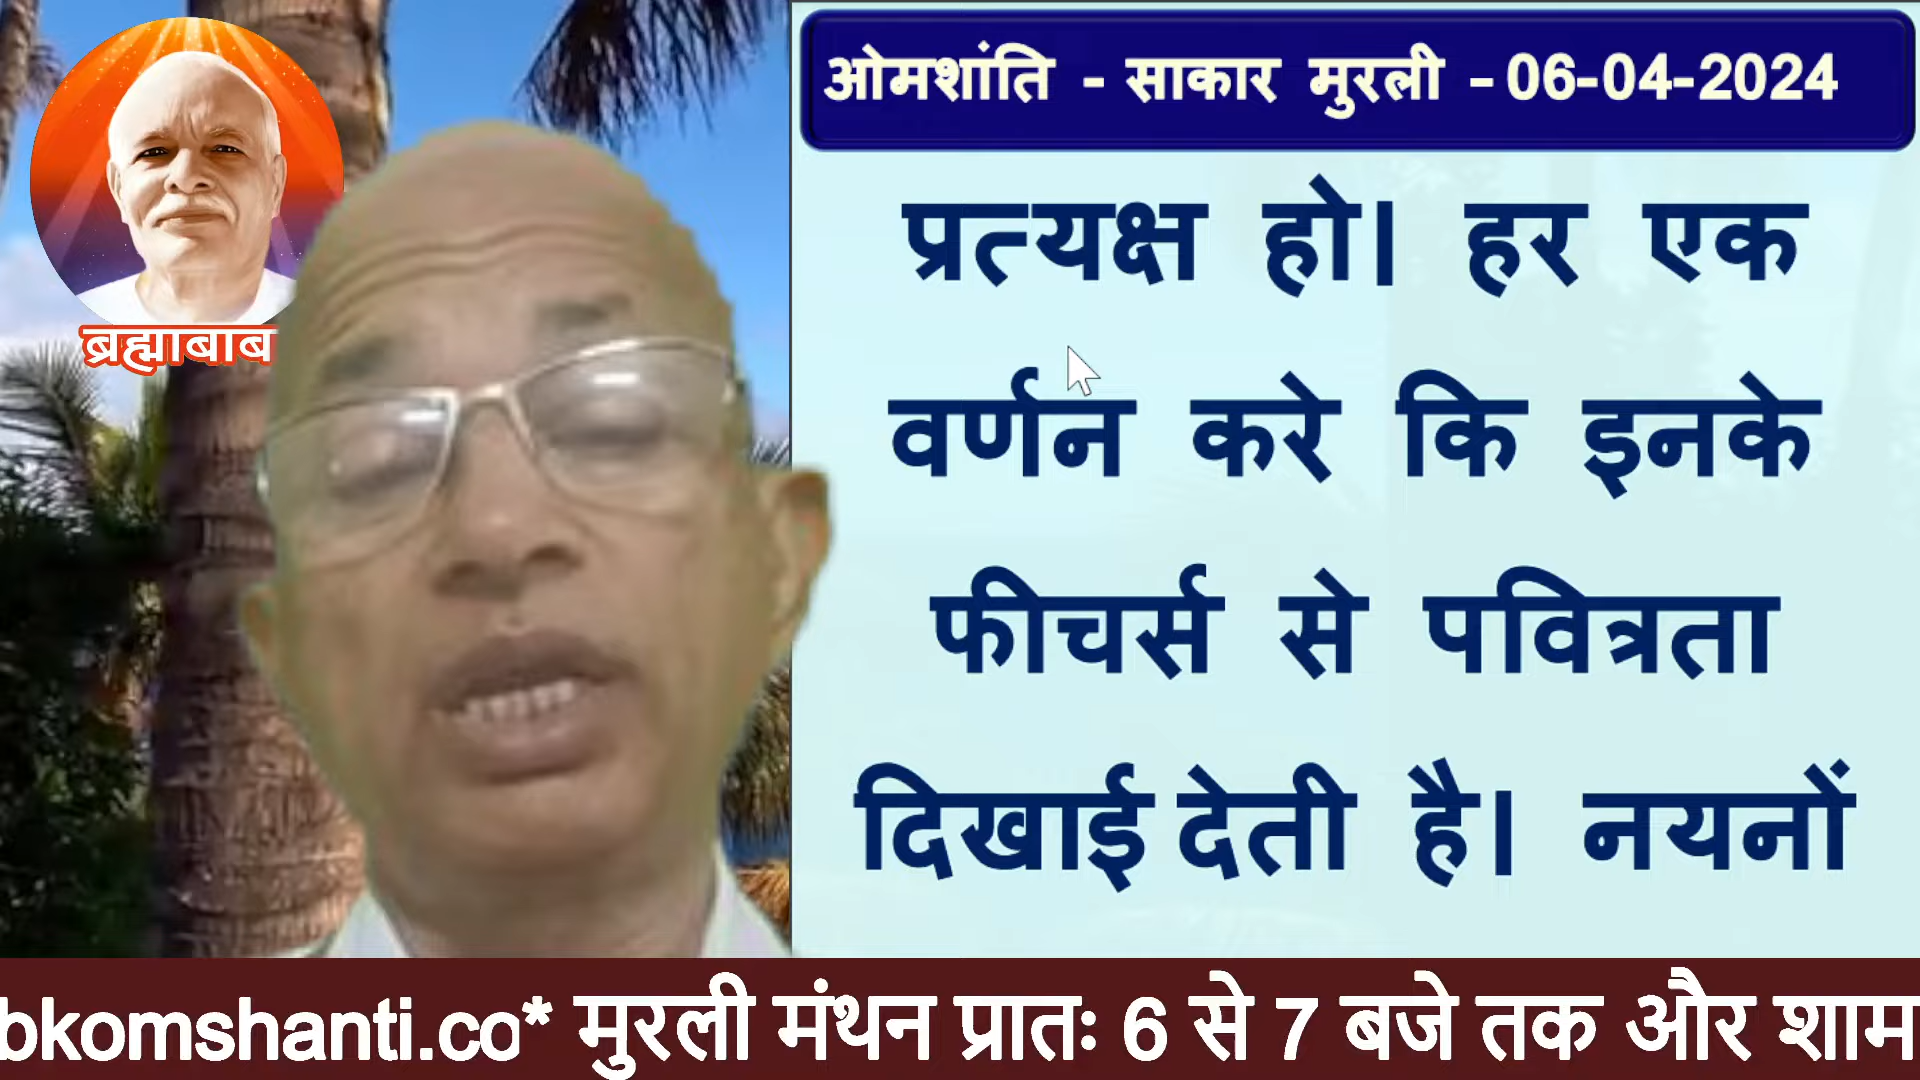 ओमशांति - साकार मुरली - 06-04-2024
ब्रह्माबाब
प्रत्यक्ष हो। हर एक
वर्णन करे कि इनके
फीचर्स से पवित्रता
दिखाई देती है। नयनों
bkomshanti.co* मुरली मंथन प्रातः 6 से 7 बजे तक और शाम